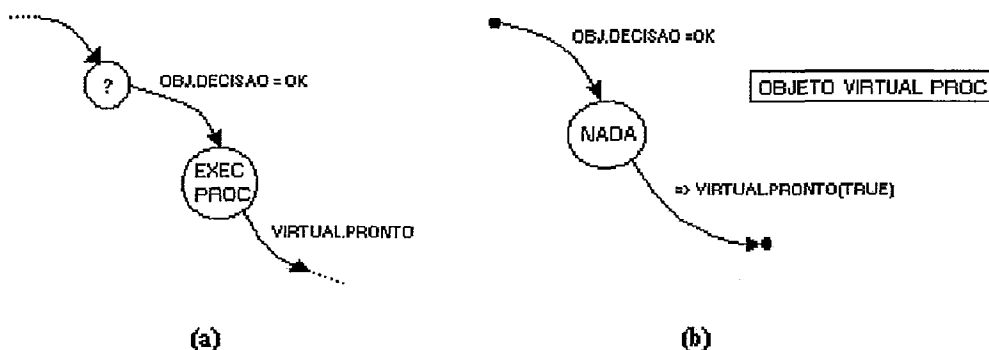 ?
OBJ.DECISAO = OK
EXEC
PROC
VIRTUAL.PRONTO
(a)
OBJ.DECISAO =OK
NADA
=> VIRTUAL.PRONTO(TRUE)
OBJETO VIRTUAL PROC
(b)